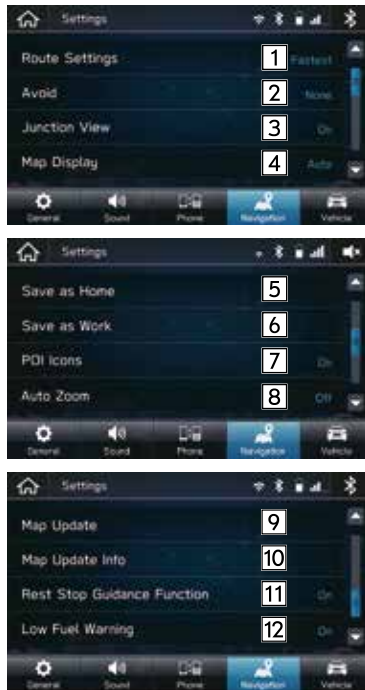 Settings
Route Settings 1 Fastest
Avoid 2 None
Junction View 3 On
Map Display 4 Auto
General Sound Phone Navigation Vehicle
Settings
Save as Home 5
Save as Work 6
POI Icons 7 On
Auto Zoom 8 Off
General Sound Phone Navigation Vehicle
Settings
Map Update 9
Map Update Info 10
Rest Stop Guidance Function 11 On
Low Fuel Warning 12 On
General Sound Phone Navigation Vehicle